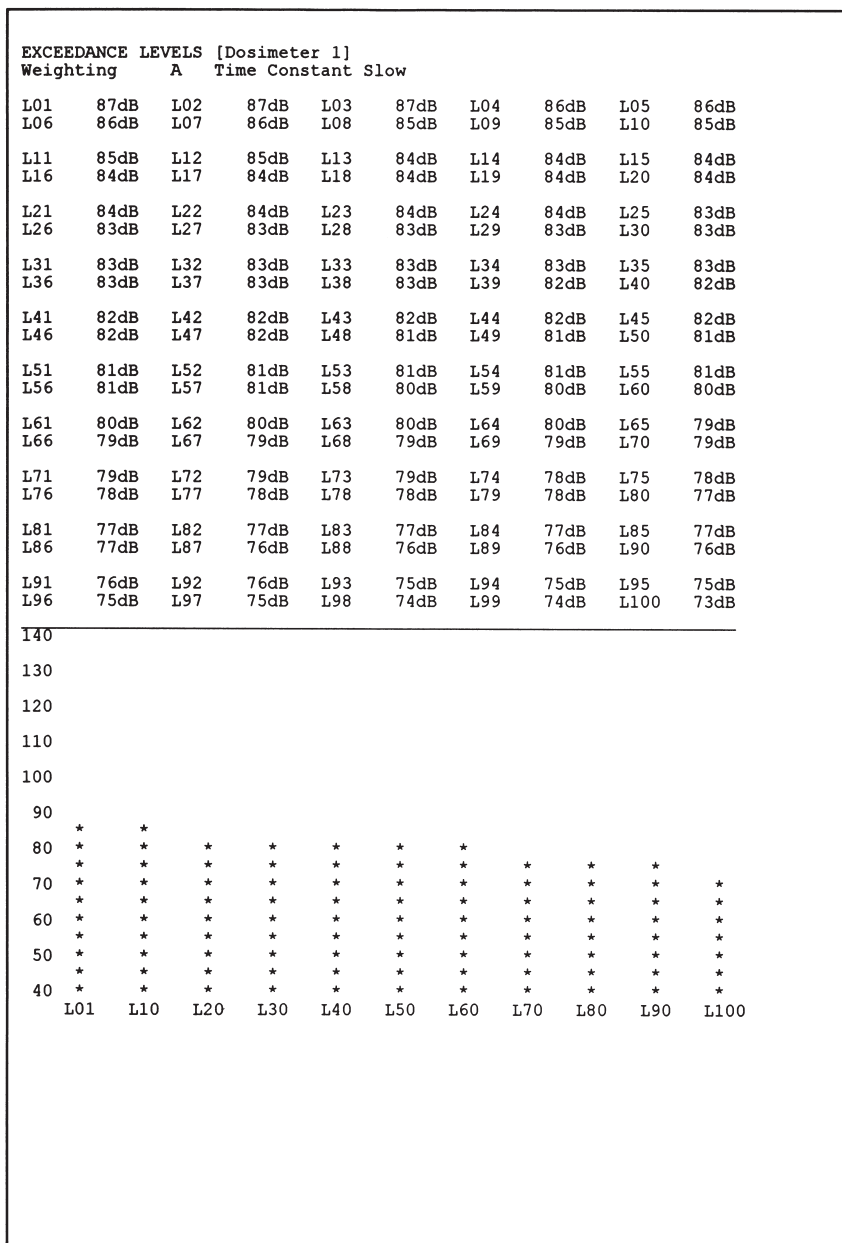 EXCEEDANCE LEVELS [Dosimeter 1]
Weighting A Time Constant Slow
L01 87dB L02 87dB L03 87dB L04 86dB L05 86dB
L06 86dB L07 86dB L08 85dB L09 85dB L10 85dB
L11 85dB L12 85dB L13 84dB L14 84dB L15 84dB
L16 84dB L17 84dB L18 84dB L19 84dB L20 84dB
L21 84dB L22 84dB L23 84dB L24 84dB L25 83dB
L26 83dB L27 83dB L28 83dB L29 83dB L30 83dB
L31 83dB L32 83dB L33 83dB L34 83dB L35 83dB
L36 83dB L37 83dB L38 83dB L39 82dB L40 82dB
L41 82dB L42 82dB L43 82dB L44 82dB L45 82dB
L46 82dB L47 82dB L48 81dB L49 81dB L50 81dB
L51 81dB L52 81dB L53 81dB L54 81dB L55 81dB
L56 81dB L57 81dB L58 80dB L59 80dB L60 80dB
L61 80dB L62 80dB L63 80dB L64 80dB L65 79dB
L66 79dB L67 79dB L68 79dB L69 79dB L70 79dB
L71 79dB L72 79dB L73 79dB L74 78dB L75 78dB
L76 78dB L77 78dB L78 78dB L79 78dB L80 77dB
L81 77dB L82 77dB L83 77dB L84 77dB L85 77dB
L86 77dB L87 76dB L88 76dB L89 76dB L90 76dB
L91 76dB L92 76dB L93 75dB L94 75dB L95 75dB
L96 75dB L97 75dB L98 74dB L99 74dB L100 73dB
140
130
120
110
100
90
* *
80 * * * * * * *
* * * * * * * * * *
70 * * * * * * * * * * *
* * * * * * * * * * *
60 * * * * * * * * * * *
* * * * * * * * * * *
50 * * * * * * * * * * *
* * * * * * * * * * *
40 * * * * * * * * * * *
L01 L10 L20 L30 L40 L50 L60 L70 L80 L90 L100